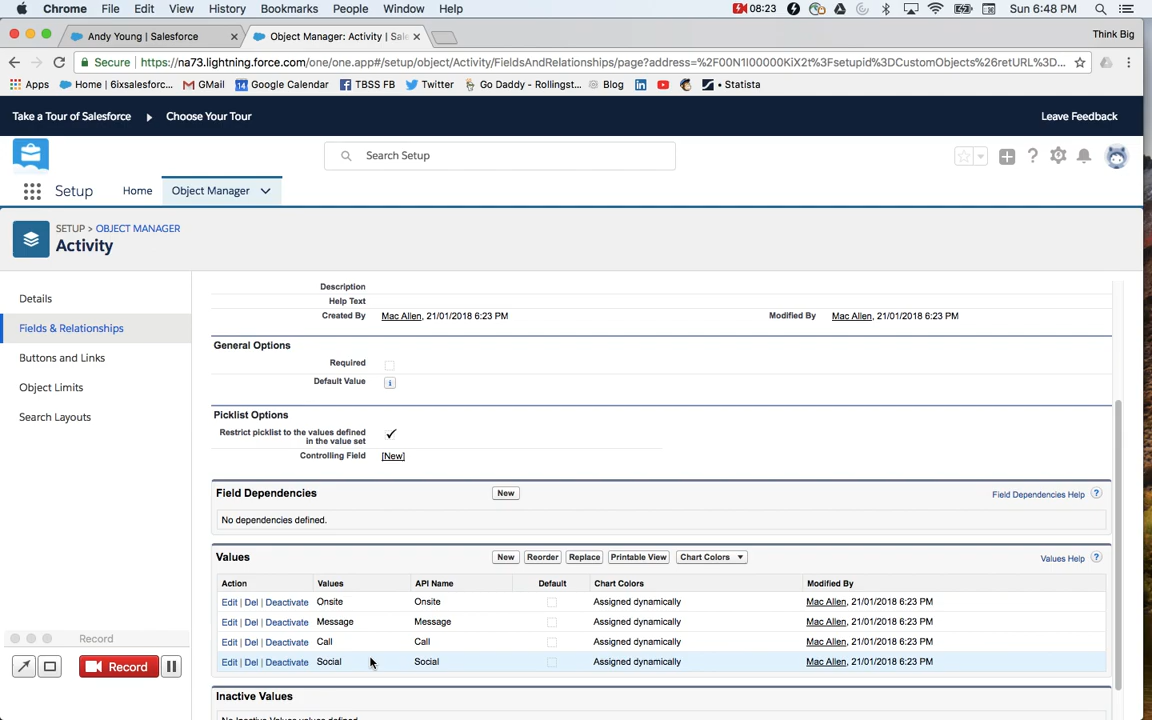 Chrome File Edit View History Bookmarks People Window Help 08:23 Sun 6:48 PM
Andy Young | Salesforce × Object Manager: Activity | Sale × Think Big
Secure https://na73.lightning.force.com/one/one.app#/setup/object/Activity/FieldsAndRelationships/page?address=%2F00N1I00000KiX2t%3Fsetupid%3DCustomObjects%26retURL%3D...
Apps Home | 6ixsalesforc... GMail Google Calendar TBSS FB Twitter Go Daddy - Rollingst... Blog • Statista
Take a Tour of Salesforce Choose Your Tour Leave Feedback
Search Setup
Setup Home Object Manager
SETUP > OBJECT MANAGER
Activity
Details
Fields & Relationships
Buttons and Links
Object Limits
Search Layouts
Description
Help Text
Created By Mac Allen, 21/01/2018 6:23 PM Modified By Mac Allen, 21/01/2018 6:23 PM
General Options
Required
Default Value
Picklist Options
Restrict picklist to the values defined
in the value set
Controlling Field [New]
Field Dependencies New Field Dependencies Help ?
No dependencies defined.
Values New Reorder Replace Printable View Chart Colors Values Help ?
Action Values API Name Default Chart Colors Modified By
Edit | Del | Deactivate Onsite Onsite Assigned dynamically Mac Allen, 21/01/2018 6:23 PM
Edit | Del | Deactivate Message Message Assigned dynamically Mac Allen, 21/01/2018 6:23 PM
Edit | Del | Deactivate Call Call Assigned dynamically Mac Allen, 21/01/2018 6:23 PM
Edit | Del | Deactivate Social Social Assigned dynamically Mac Allen, 21/01/2018 6:23 PM
Inactive Values
No Inactive Values values defined
Record
Record